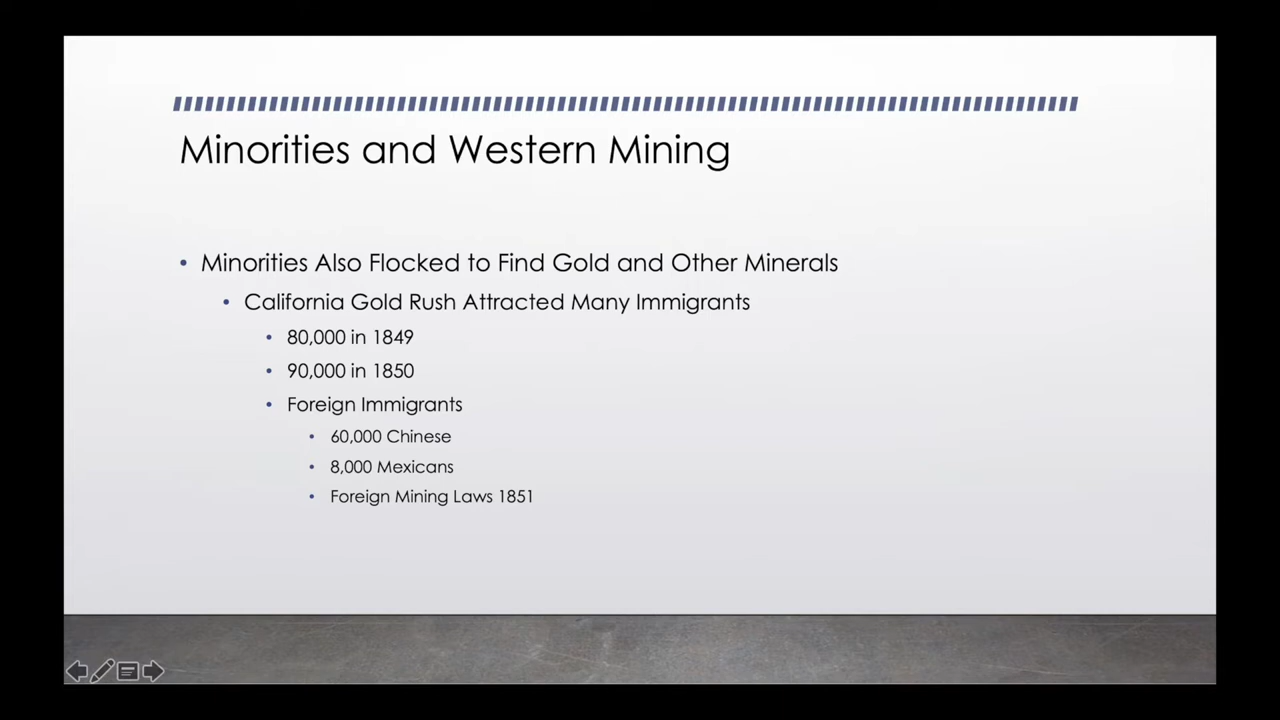 Minorities and Western Mining
• Minorities Also Flocked to Find Gold and Other Minerals
• California Gold Rush Attracted Many Immigrants
• 80,000 in 1849
• 90,000 in 1850
• Foreign Immigrants
• 60,000 Chinese
• 8,000 Mexicans
• Foreign Mining Laws 1851